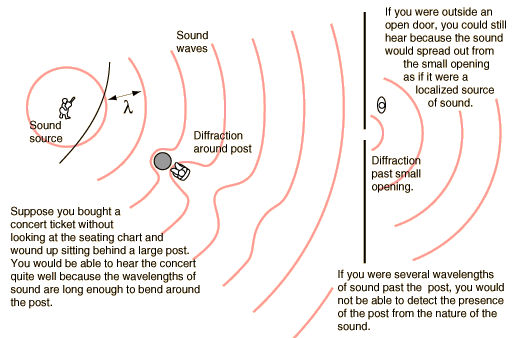 Sound
waves
If you were outside an
open door, you could still
hear because the sound
would spread out from
the small opening
as if it were a
localized source
of sound.
λ
Sound
source
Diffraction
around post
Diffraction
past small
opening.
Suppose you bought a
concert ticket without
looking at the seating chart and
wound up sitting behind a large post.
You would be able to hear the concert
quite well because the wavelengths of
sound are long enough to bend around
the post.
If you were several wavelengths
of sound past the post, you would
not be able to detect the presence
of the post from the nature of the
sound.